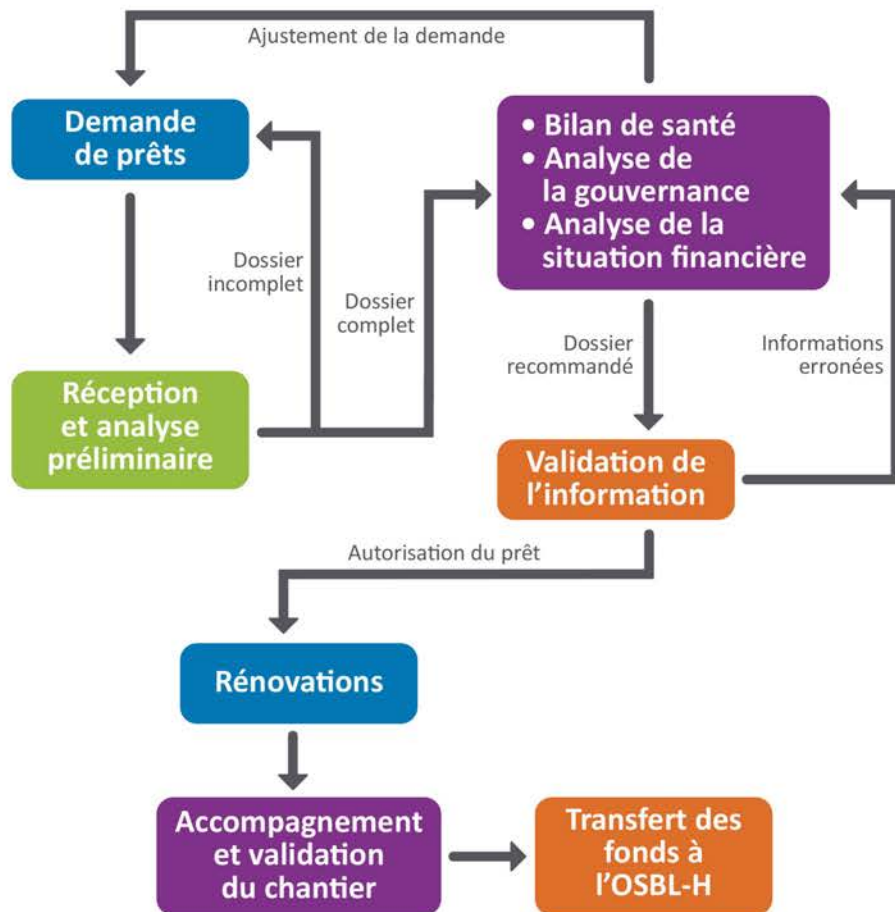 Ajustement de la demande
Demande
de prêts
• Bilan de santé
• Analyse de
la gouvernance
• Analyse de la
situation financière
Dossier
incomplet
Dossier
complet
Dossier
recommandé
Informations
erronées
Réception
et analyse
préliminaire
Validation de
l’information
Autorisation du prêt
Rénovations
Accompagnement
et validation
du chantier
Transfert des
fonds à
l’OSBL-H